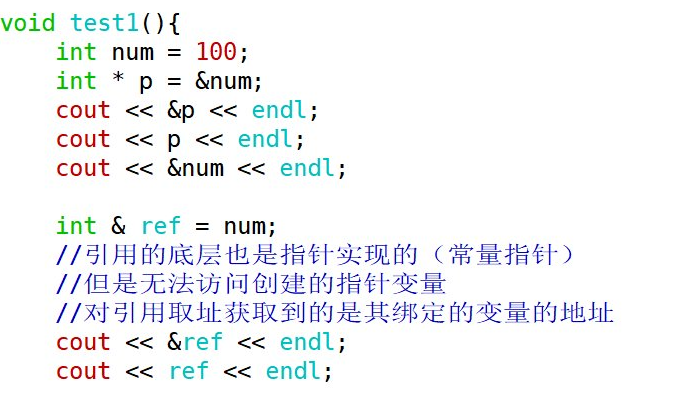 void test1(){
    int num = 100;
    int * p = &num;
    cout << &p << endl;
    cout << p << endl;
    cout << &num << endl;

    int & ref = num;
    //引用的底层也是指针实现的（常量指针）
    //但是无法访问创建的指针变量
    //对引用取址获取到的是其绑定的变量的地址
    cout << &ref << endl;
    cout << ref << endl;